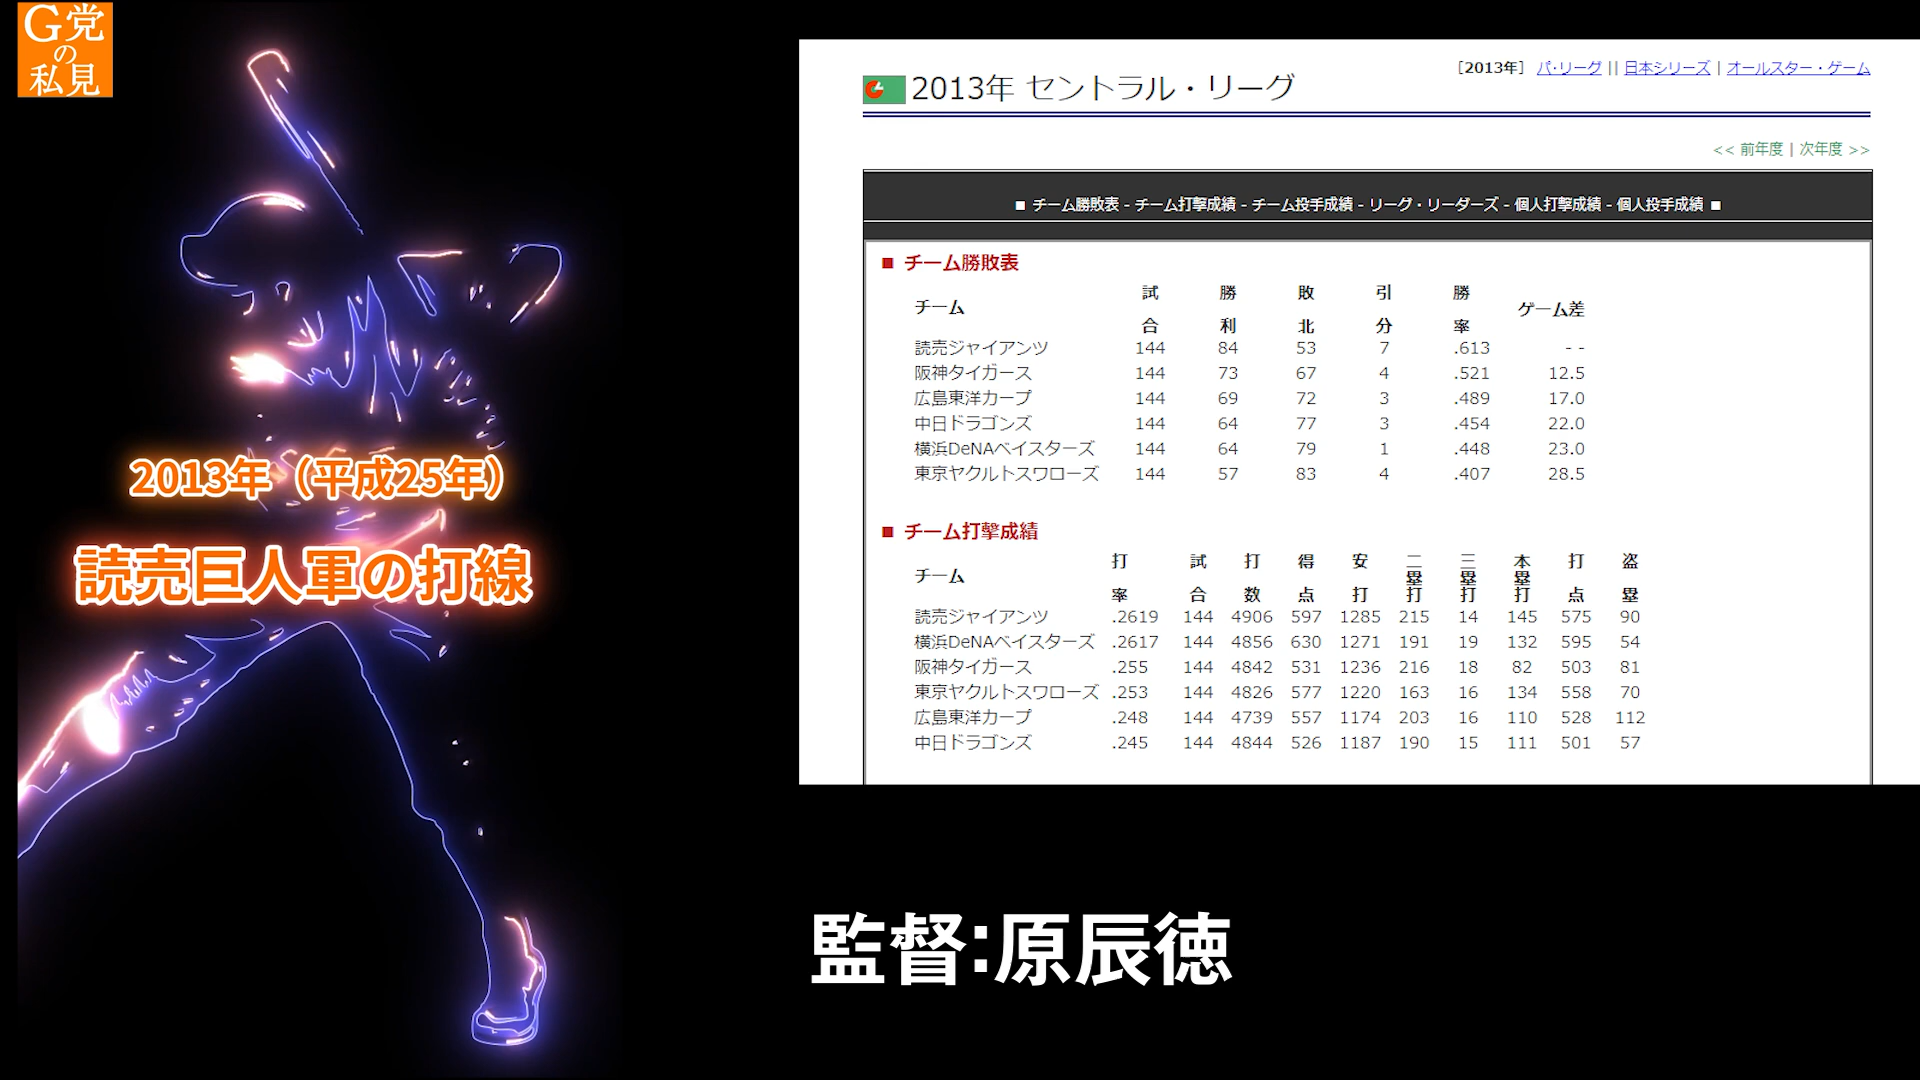 G党
の
私見
2013年（平成25年）
読売巨人軍の打線
2013年 セントラル・リーグ
［2013年］ パ・リーグ || 日本シリーズ | オールスター・ゲーム
<< 前年度 | 次年度 >>
■ チーム勝敗表 - チーム打撃成績 - チーム投手成績 - リーグ・リーダーズ - 個人打撃成績 - 個人投手成績 ■
■ チーム勝敗表
チーム 試合 勝利 敗北 引分 勝率 ゲーム差
読売ジャイアンツ 144 84 53 7 .613 - -
阪神タイガース 144 73 67 4 .521 12.5
広島東洋カープ 144 69 72 3 .489 17.0
中日ドラゴンズ 144 64 77 3 .454 22.0
横浜DeNAベイスターズ 144 64 79 1 .448 23.0
東京ヤクルトスワローズ 144 57 83 4 .407 28.5
■ チーム打撃成績
チーム 打率 試合 打数 得点 安打 二塁打 三塁打 本塁打 打点 盗塁
読売ジャイアンツ .2619 144 4906 597 1285 215 14 145 575 90
横浜DeNAベイスターズ .2617 144 4856 630 1271 191 19 132 595 54
阪神タイガース .255 144 4842 531 1236 216 18 82 503 81
東京ヤクルトスワローズ .253 144 4826 577 1220 163 16 134 558 70
広島東洋カープ .248 144 4739 557 1174 203 16 110 528 112
中日ドラゴンズ .245 144 4844 526 1187 190 15 111 501 57
監督:原辰徳